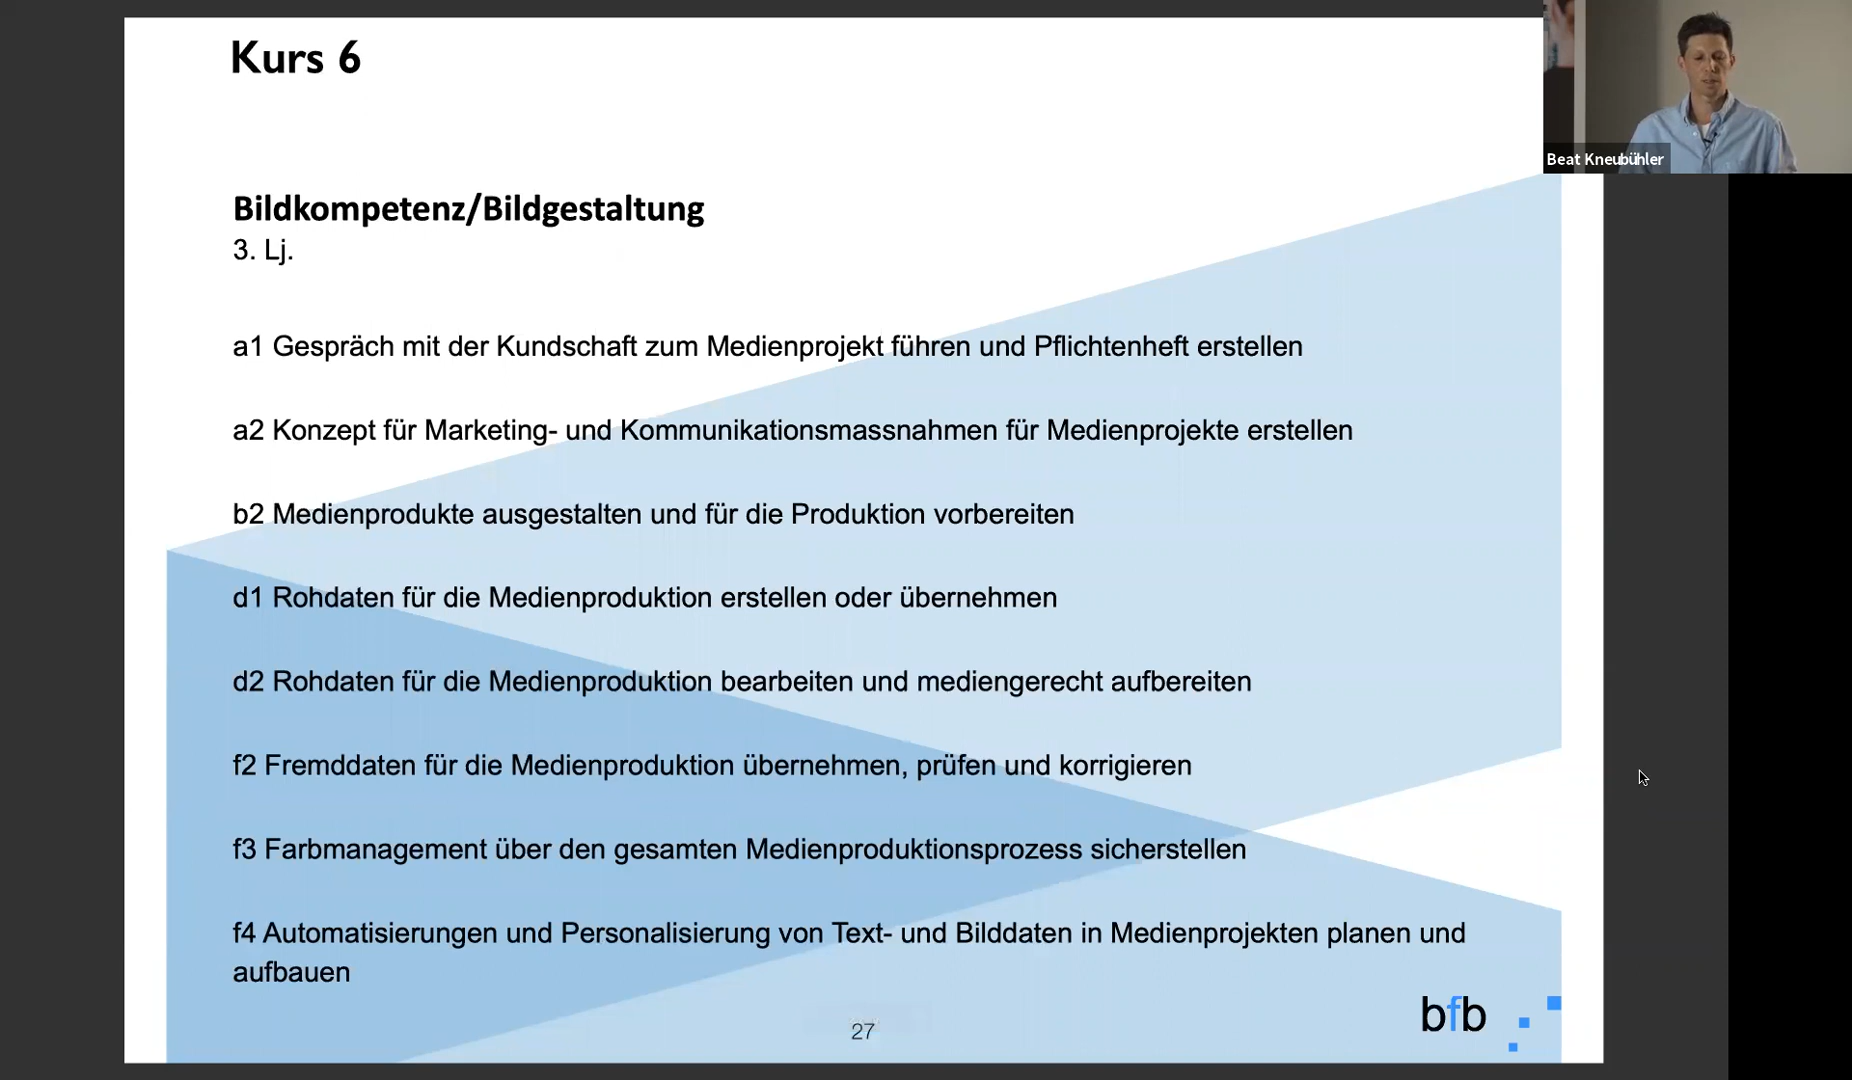 Kurs 6
Beat Kneubühler
Bildkompetenz/Bildgestaltung
3. Lj.
a1 Gespräch mit der Kundschaft zum Medienprojekt führen und Pflichtenheft erstellen
a2 Konzept für Marketing- und Kommunikationsmassnahmen für Medienprojekte erstellen
b2 Medienprodukte ausgestalten und für die Produktion vorbereiten
d1 Rohdaten für die Medienproduktion erstellen oder übernehmen
d2 Rohdaten für die Medienproduktion bearbeiten und mediengerecht aufbereiten
f2 Fremddaten für die Medienproduktion übernehmen, prüfen und korrigieren
f3 Farbmanagement über den gesamten Medienproduktionsprozess sicherstellen
f4 Automatisierungen und Personalisierung von Text- und Bilddaten in Medienprojekten planen und
aufbauen
bfb
27